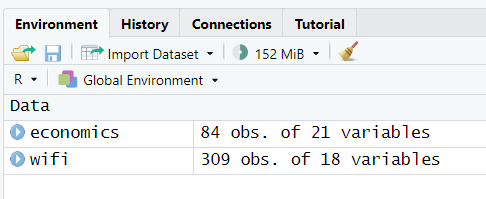 Environment History Connections Tutorial
Import Dataset 152 MiB
R Global Environment
Data
economics 84 obs. of 21 variables
wifi 309 obs. of 18 variables